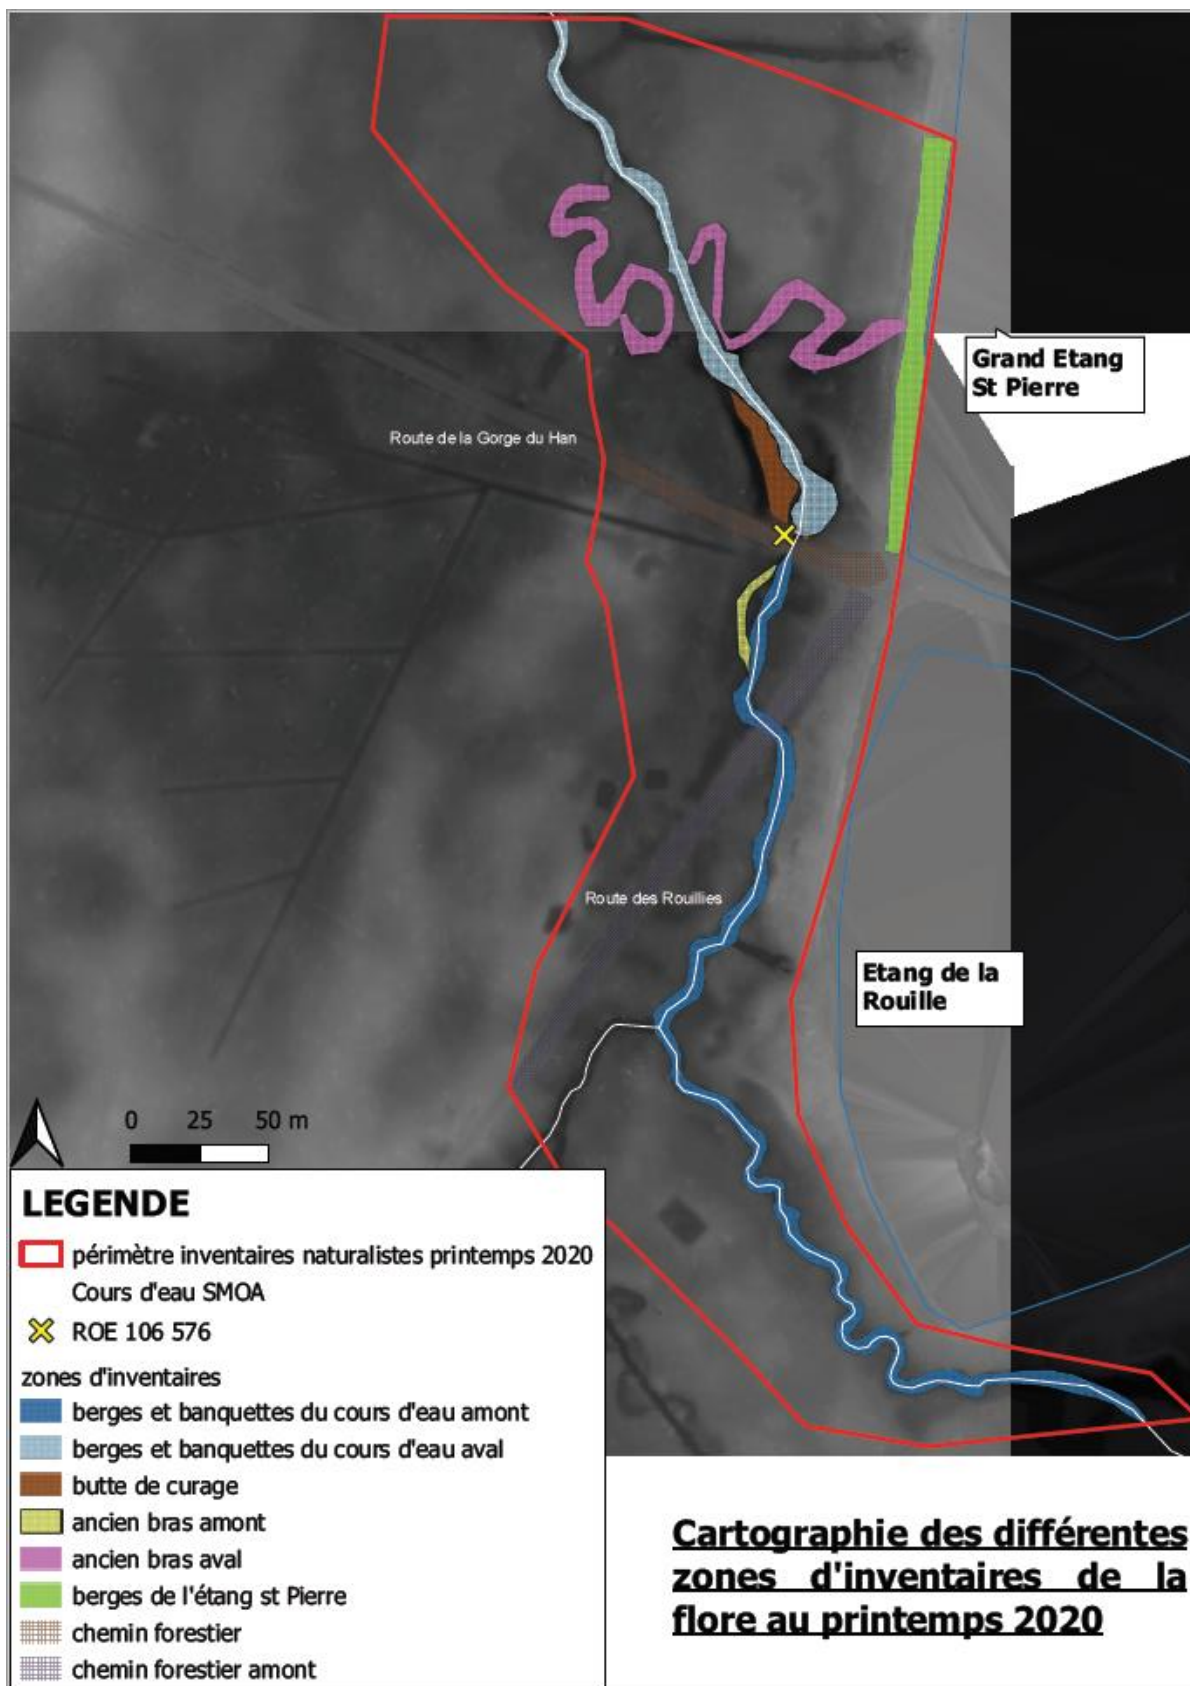 Grand Etang
St Pierre
Route de la Gorge du Han
Route des Rouillies
Etang de la
Rouille
0 25 50 m
LEGENDE
périmètre inventaires naturalistes printemps 2020
Cours d'eau SMOA
ROE 106 576
zones d'inventaires
berges et banquettes du cours d'eau amont
berges et banquettes du cours d'eau aval
butte de curage
ancien bras amont
ancien bras aval
berges de l'étang st Pierre
chemin forestier
chemin forestier amont
Cartographie des différentes
zones d'inventaires de la
flore au printemps 2020